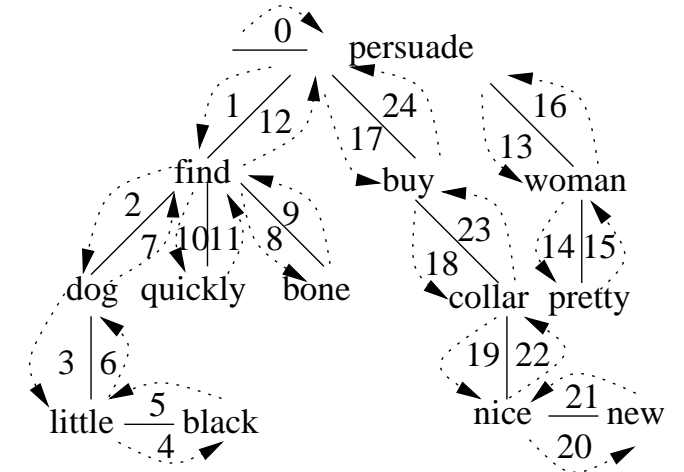 0
persuade
1 12 17 24 13 16
find buy woman
2 7 10 11 8 9 18 23 14 15
dog quickly bone collar pretty
3 6 19 22
little 5 black nice 21 new
4 20